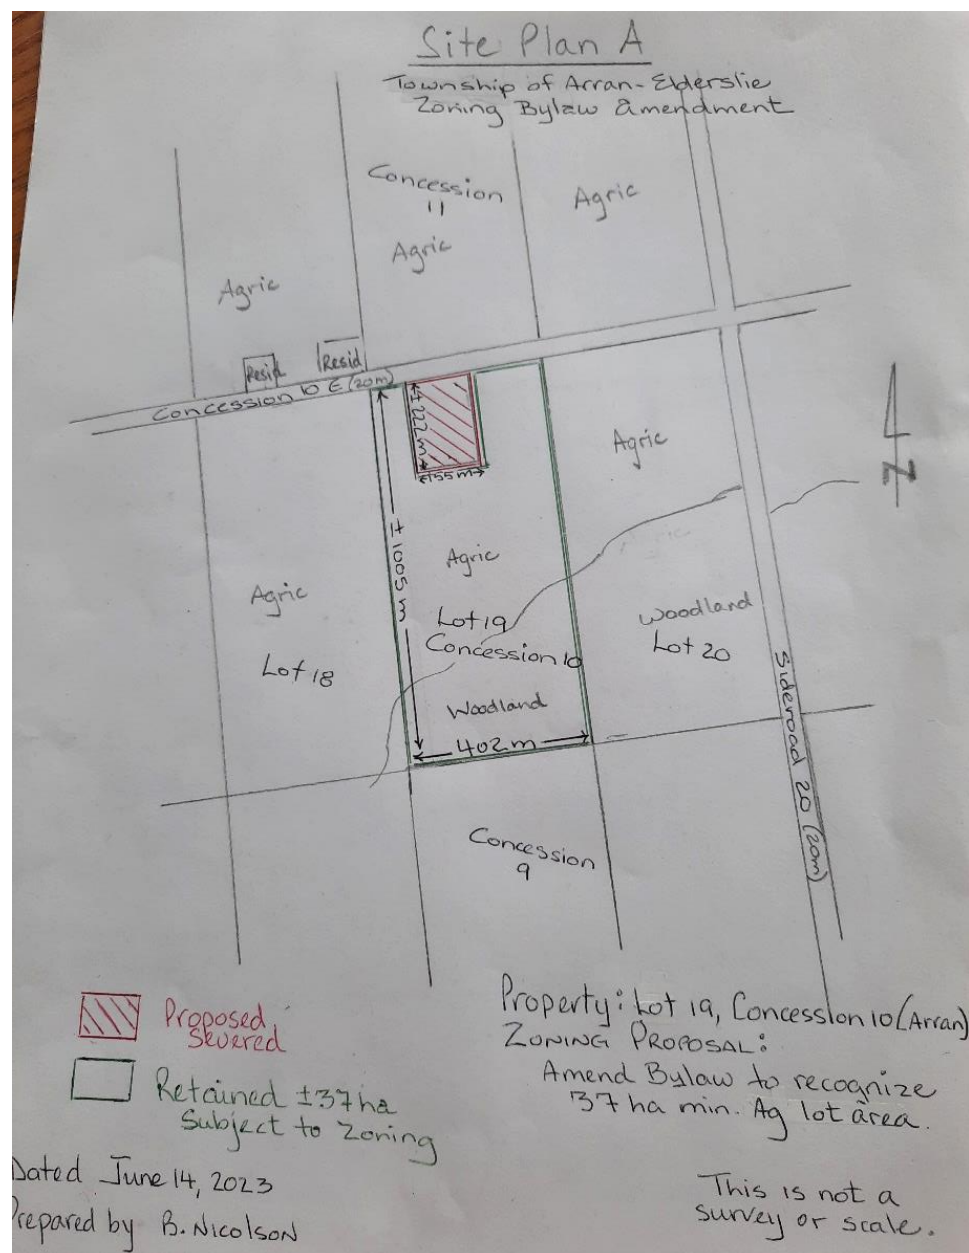 Site Plan A
Township of Arran-Elderslie
Zoning Bylaw amendment
Concession
11
Agric
Agric
Agric
Resid
Resid
Concession 10 E (20m)
± 222 m
155 m
Agric
N
± 1005 m
Agric
Agric
Lot 19
Concession 10
Woodland
Lot 20
Lot 18
Woodland
402 m
Sideroad 20 (20m)
Concession
9
Proposed
Severed
Retained ±37ha
Subject to Zoning
Property: Lot 19, Concession 10 (Arran)
ZONING PROPOSAL:
Amend Bylaw to recognize
37 ha min. Ag lot area.
Dated June 14, 2023
Prepared by B. Nicolson
This is not a
survey or scale.